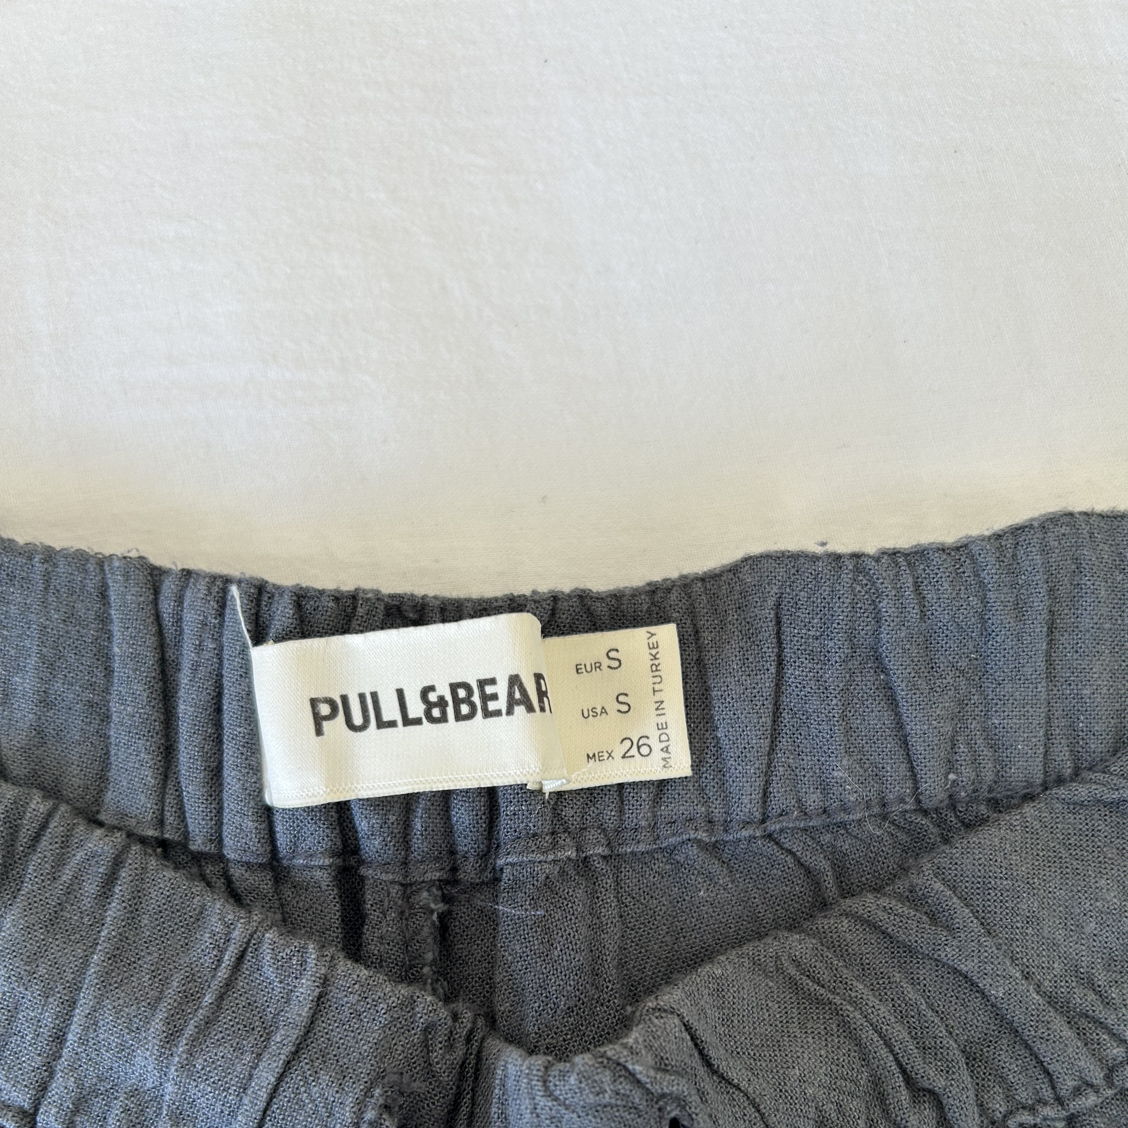 PULL&BEAR
EUR S
USA S
MEX 26
MADE IN TURKEY